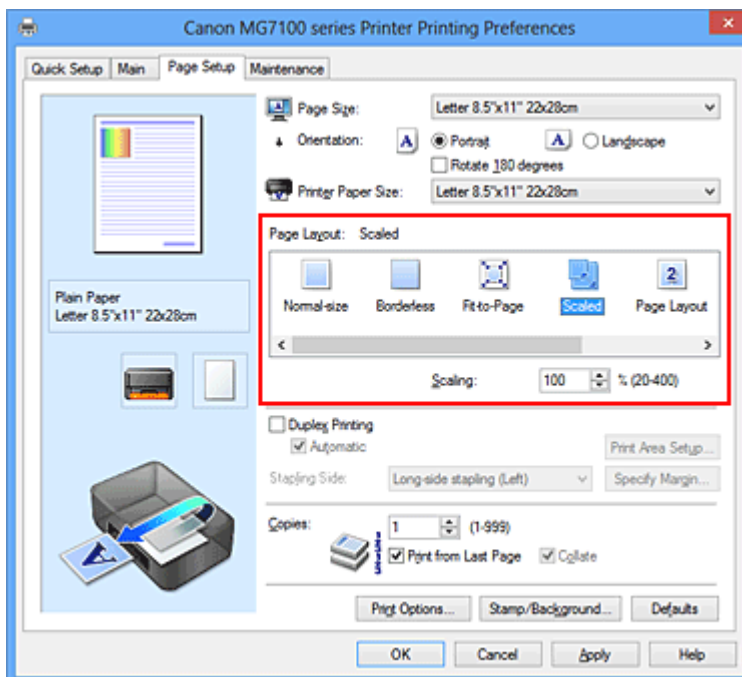 Canon MG7100 series Printer Printing Preferences
Quick Setup Main Page Setup Maintenance
Page Size: Letter 8.5"x11" 22x28cm
Orientation: A Portrait A Landscape
Rotate 180 degrees
Printer Paper Size: Letter 8.5"x11" 22x28cm
Page Layout: Scaled
Normal-size Borderless Fit-to-Page Scaled Page Layout
Scaling: 100 % (20-400)
Plain Paper
Letter 8.5"x11" 22x28cm
Duplex Printing
Automatic Print Area Setup...
Stapling Side: Long-side stapling (Left) Specify Margin...
Copies: 1 (1-999)
Print from Last Page Collate
Print Options... Stamp/Background... Defaults
OK Cancel Apply Help